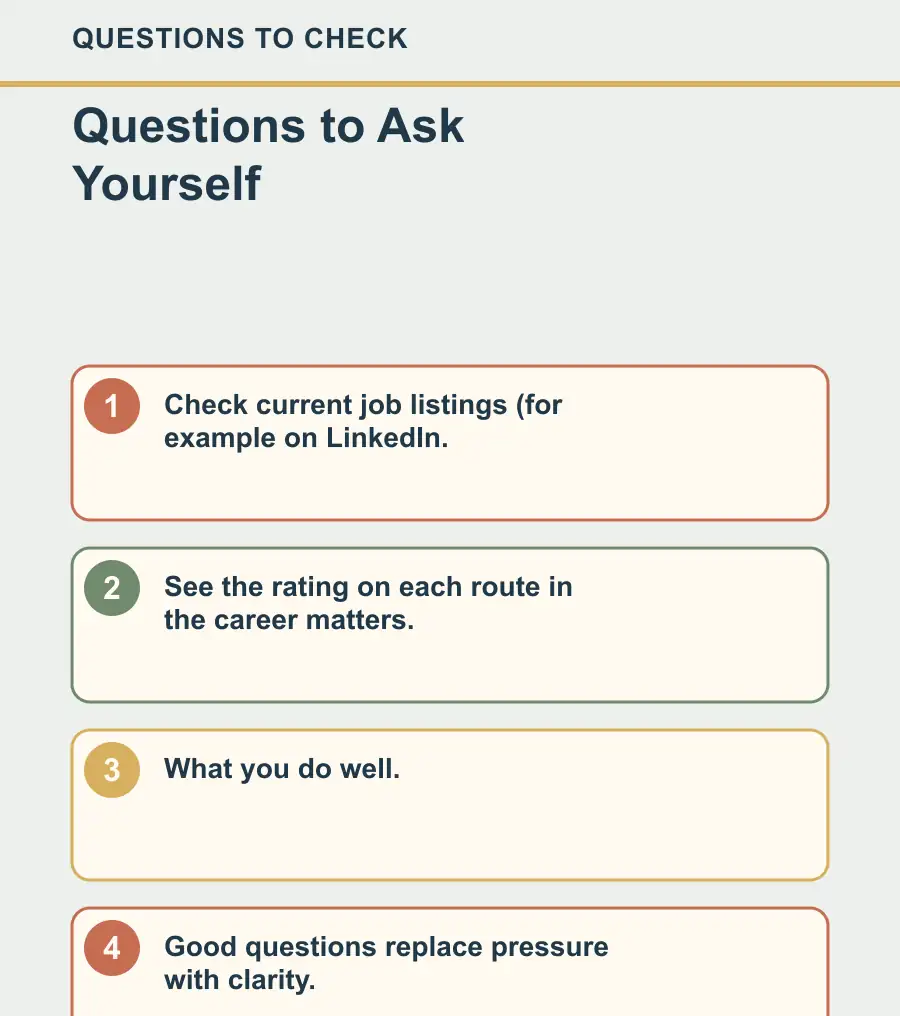 QUESTIONS TO CHECK
Questions to Ask
Yourself
1
Check current job listings (for
example on LinkedIn.
2
See the rating on each route in
the career matters.
3
What you do well.
4
Good questions replace pressure
with clarity.